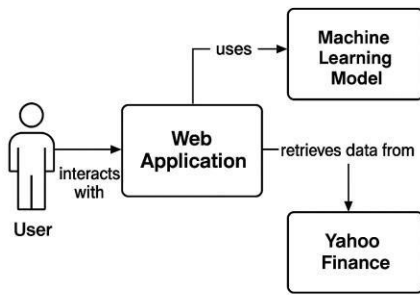 uses
Machine
Learning
Model
Web
Application
interacts
with
retrieves data from
User
Yahoo
Finance